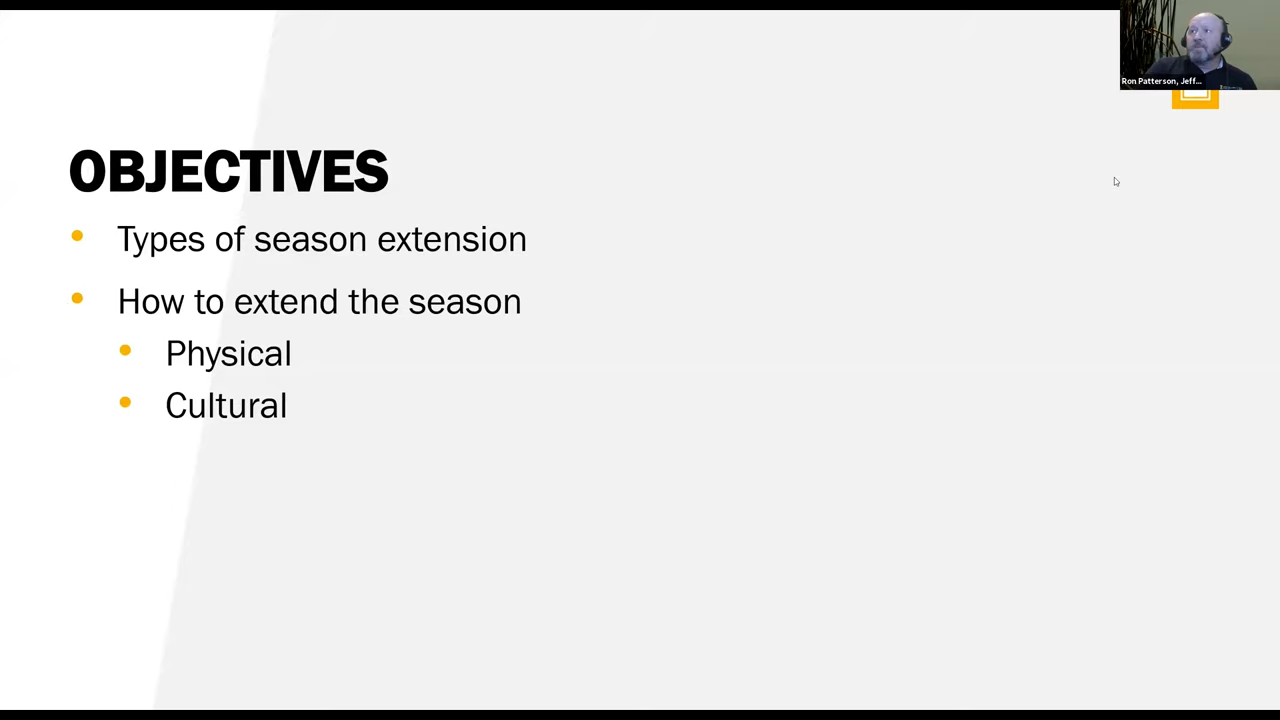 Ron Patterson, Jeff...
OBJECTIVES
• Types of season extension
• How to extend the season
• Physical
• Cultural